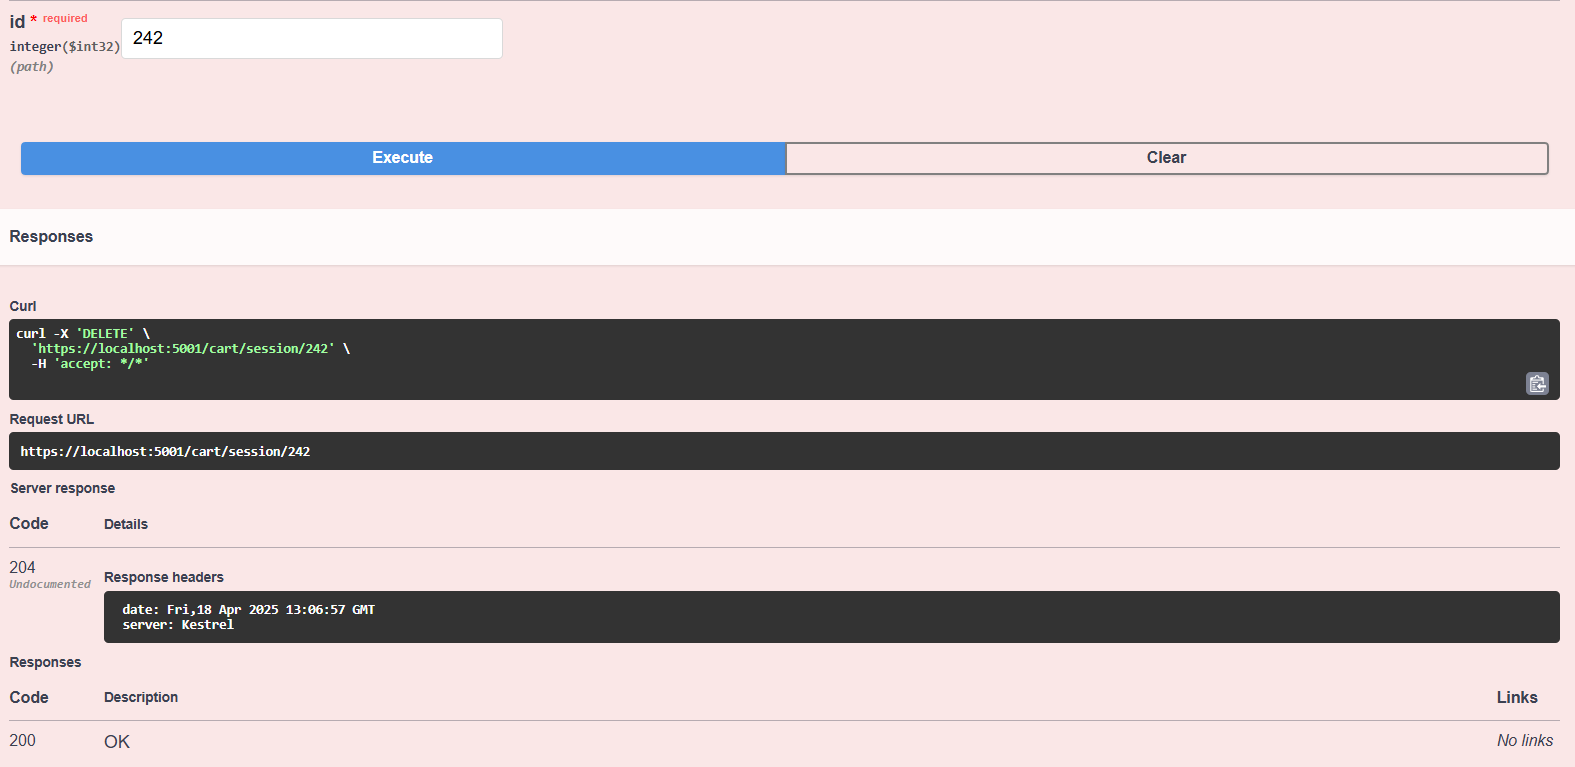 id * required
242
integer($int32)
(path)
Execute
Clear
Responses
Curl
curl -X 'DELETE' \
'https://localhost:5001/cart/session/242' \
-H 'accept: */*'
Request URL
https://localhost:5001/cart/session/242
Server response
Code Details
204
Undocumented
Response headers
date: Fri,18 Apr 2025 13:06:57 GMT
server: Kestrel
Responses
Code Description Links
200 OK No links